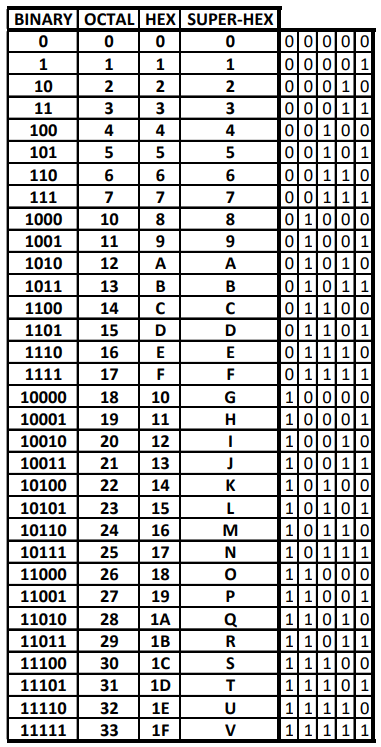 BINARY OCTAL HEX SUPER-HEX
0 0 0 0 0 0 0 0 0
1 1 1 1 0 0 0 0 1
10 2 2 2 0 0 0 1 0
11 3 3 3 0 0 0 1 1
100 4 4 4 0 0 1 0 0
101 5 5 5 0 0 1 0 1
110 6 6 6 0 0 1 1 0
111 7 7 7 0 0 1 1 1
1000 10 8 8 0 1 0 0 0
1001 11 9 9 0 1 0 0 1
1010 12 A A 0 1 0 1 0
1011 13 B B 0 1 0 1 1
1100 14 C C 0 1 1 0 0
1101 15 D D 0 1 1 0 1
1110 16 E E 0 1 1 1 0
1111 17 F F 0 1 1 1 1
10000 18 10 G 1 0 0 0 0
10001 19 11 H 1 0 0 0 1
10010 20 12 I 1 0 0 1 0
10011 21 13 J 1 0 0 1 1
10100 22 14 K 1 0 1 0 0
10101 23 15 L 1 0 1 0 1
10110 24 16 M 1 0 1 1 0
10111 25 17 N 1 0 1 1 1
11000 26 18 O 1 1 0 0 0
11001 27 19 P 1 1 0 0 1
11010 28 1A Q 1 1 0 1 0
11011 29 1B R 1 1 0 1 1
11100 30 1C S 1 1 1 0 0
11101 31 1D T 1 1 1 0 1
11110 32 1E U 1 1 1 1 0
11111 33 1F V 1 1 1 1 1